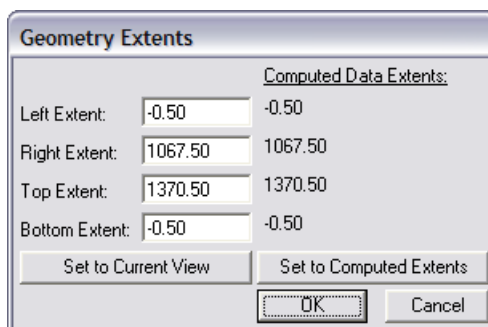 Geometry Extents
Computed Data Extents:
Left Extent: -0.50 -0.50
Right Extent: 1067.50 1067.50
Top Extent: 1370.50 1370.50
Bottom Extent: -0.50 -0.50
Set to Current View Set to Computed Extents
OK Cancel